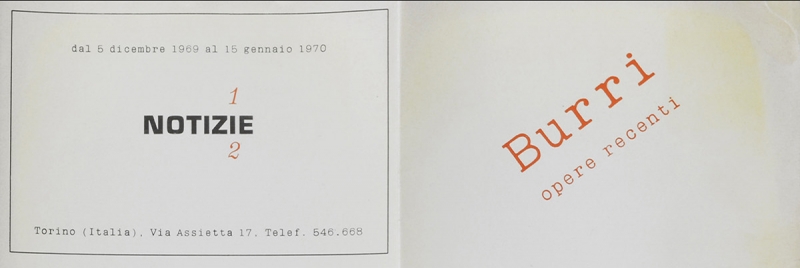 dal 5 dicembre 1969 al 15 gennaio 1970
1
NOTIZIE
2
Torino (Italia), Via Assietta 17, Telef. 546.668
Burri
opere recenti